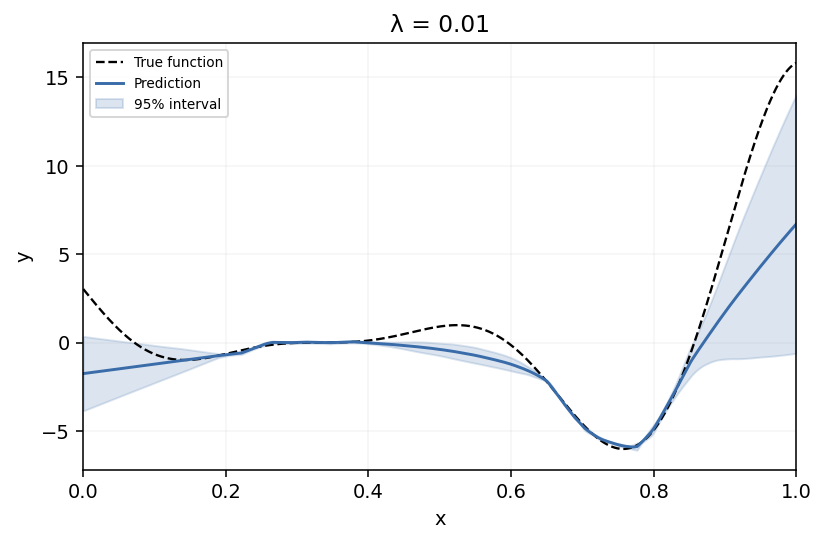 λ = 0.01
True function
Prediction
95% interval
15
10
5
0
−5
y
0.0 0.2 0.4 0.6 0.8 1.0
x